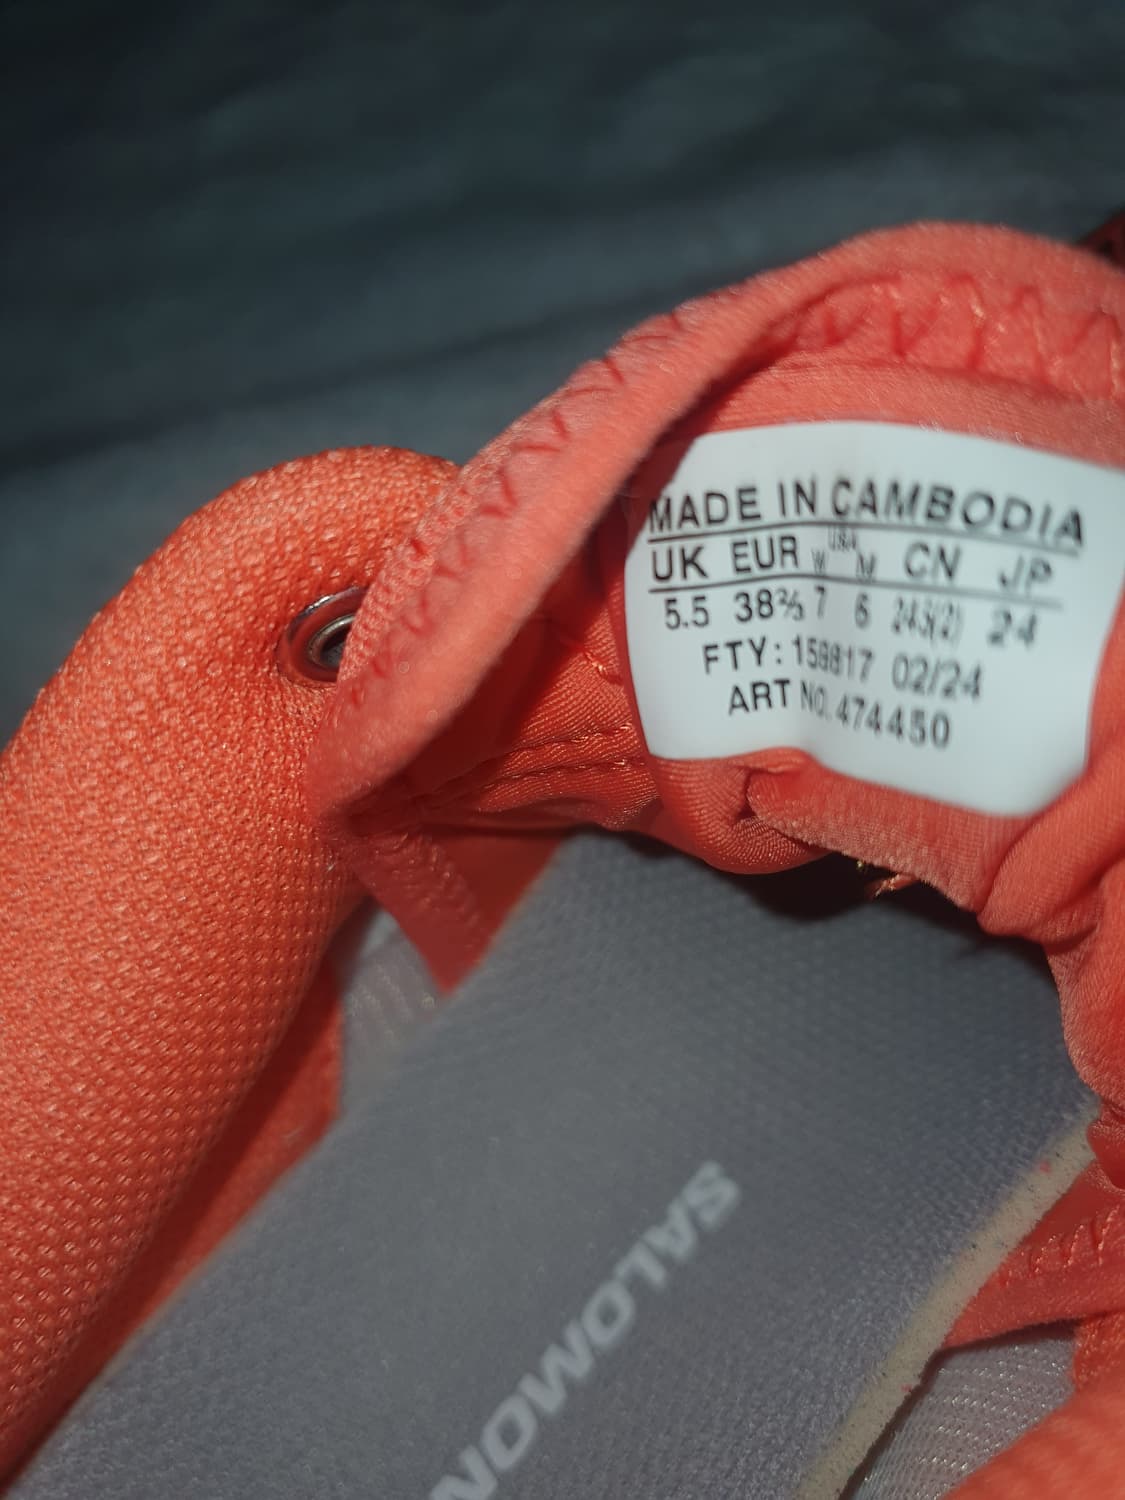 MADE IN CAMBODIA
UK EUR USA W M CN JP
5.5 38⅔ 7 6 24.5(2) 24
FTY: 159817 02/24
ART NO. 474450
SALOMON